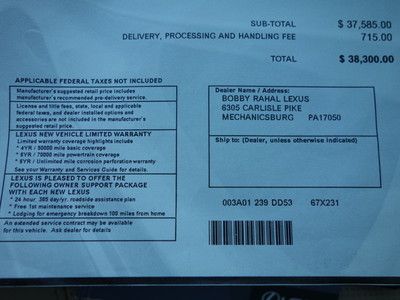 SUB-TOTAL $ 37,585.00
DELIVERY, PROCESSING AND HANDLING FEE 715.00
TOTAL $ 38,300.00
APPLICABLE FEDERAL TAXES NOT INCLUDED
Manufacturer's suggested retail price includes
manufacturer's recommended pre-delivery service.
License and title fees, state, local and applicable
federal taxes, and dealer installed options and
accessories are not included in the manufacturer's
suggested retail price.
LEXUS NEW VEHICLE LIMITED WARRANTY
Limited warranty coverage highlights include
* 4YR / 50000 mile basic coverage
* 6YR / 70000 mile powertrain coverage
* 6YR / Unlimited mile corrosion perforation warranty
See your Warranty and Services Guide for details.
LEXUS IS PLEASED TO OFFER THE
FOLLOWING OWNER SUPPORT PACKAGE
WITH EACH NEW LEXUS
* 24 hour, 365 day/yr. roadside assistance plan
* Free 1st maintenance service
* Lodging for emergency breakdown 100 miles from home
An extended service contract may be available
for this vehicle. Ask dealer for details
Dealer Name / Address:
BOBBY RAHAL LEXUS
6305 CARLISLE PIKE
MECHANICSBURG PA17050
Ship to: (Dealer, unless otherwise indicated)
003A01 239 DD53 67X231